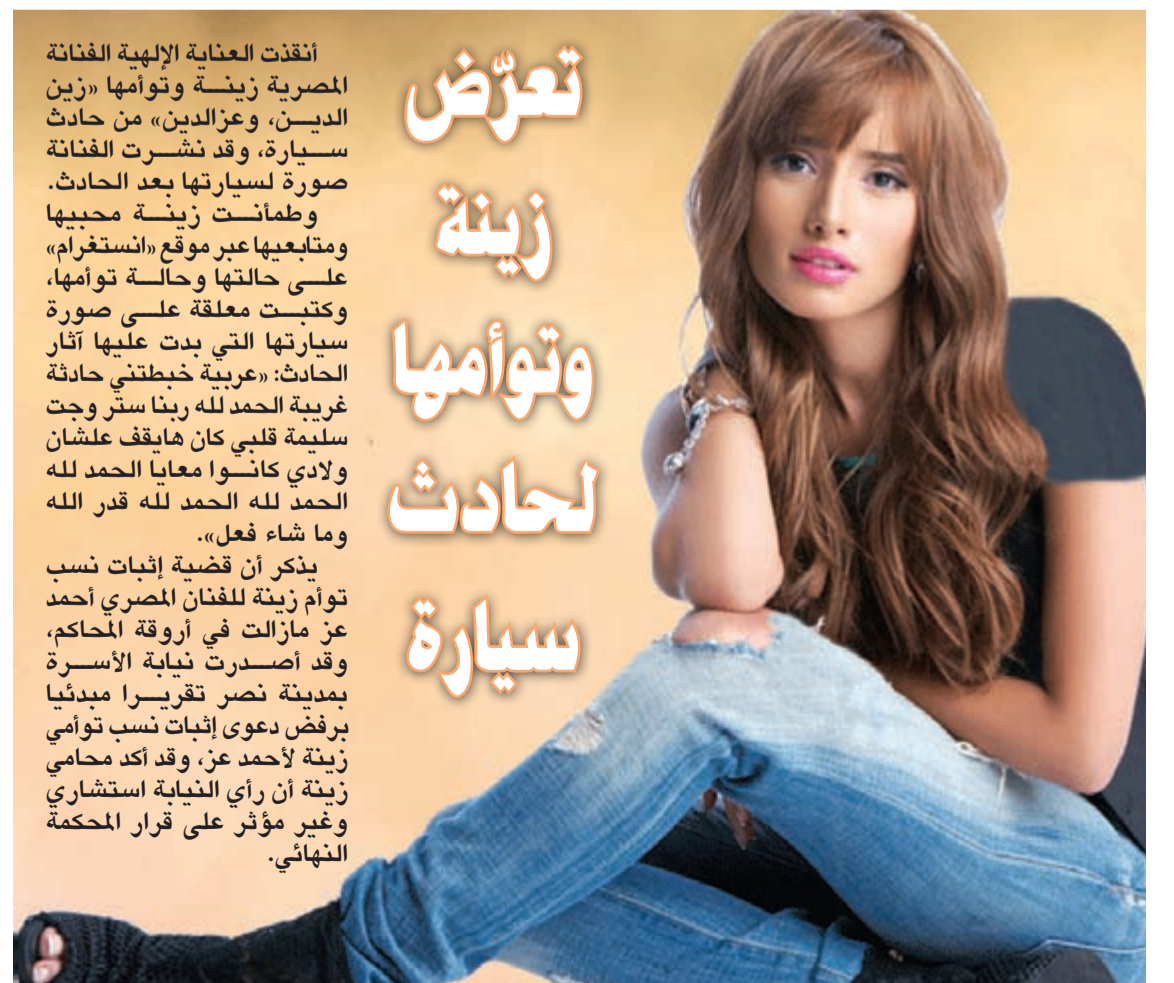 تعرّض
زينة
وتوأمها
لحادث
سيارة
أنقذت العناية الإلهية الفنانة
المصرية زينة وتوأمها «زين
الدين، وعزالدين» من حادث
سيارة، وقد نشرت الفنانة
صورة لسيارتها بعد الحادث.
وطمأنت زينة محبيها
ومتابعيها عبر موقع «انستغرام»
على حالتها وحالة توأمها،
وكتبت معلقة على صورة
سيارتها التي بدت عليها آثار
الحادث: «عربية خبطتني حادثة
غريبة الحمد لله ربنا ستر وجت
سليمة قلبي كان هايقف علشان
ولادي كانوا معايا الحمد لله
الحمد لله الحمد لله قدر الله
وما شاء فعل».
يذكر أن قضية إثبات نسب
توأم زينة للفنان المصري أحمد
عز مازالت في أروقة المحاكم،
وقد أصدرت نيابة الأسرة
بمدينة نصر تقريرا مبدئيا
برفض دعوى إثبات نسب توأمي
زينة لأحمد عز، وقد أكد محامي
زينة أن رأي النيابة استشاري
وغير مؤثر على قرار المحكمة
النهائي.